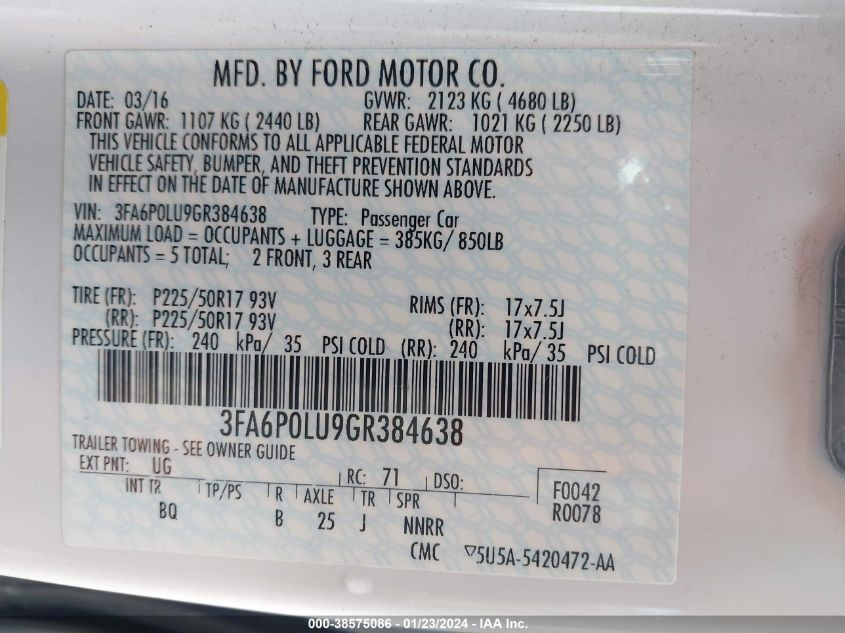 MFD. BY FORD MOTOR CO.
DATE: 03/16 GVWR: 2123 KG ( 4680 LB)
FRONT GAWR: 1107 KG ( 2440 LB) REAR GAWR: 1021 KG ( 2250 LB)
THIS VEHICLE CONFORMS TO ALL APPLICABLE FEDERAL MOTOR
VEHICLE SAFETY, BUMPER, AND THEFT PREVENTION STANDARDS
IN EFFECT ON THE DATE OF MANUFACTURE SHOWN ABOVE.
VIN: 3FA6P0LU9GR384638 TYPE: Passenger Car
MAXIMUM LOAD = OCCUPANTS + LUGGAGE = 385KG/ 850LB
OCCUPANTS = 5 TOTAL; 2 FRONT, 3 REAR
TIRE (FR): P225/50R17 93V RIMS (FR): 17x7.5J
(RR): P225/50R17 93V (RR): 17x7.5J
PRESSURE (FR): 240 kPa/ 35 PSI COLD (RR): 240 kPa/ 35 PSI COLD
3FA6P0LU9GR384638
TRAILER TOWING - SEE OWNER GUIDE
EXT PNT: UG RC: 71 DSO: F0042
INT TR TP/PS R AXLE TR SPR R0078
BQ B 25 J NNRR
CMC ▽5U5A-5420472-AA
000-38575086 - 01/23/2024 - IAA Inc.